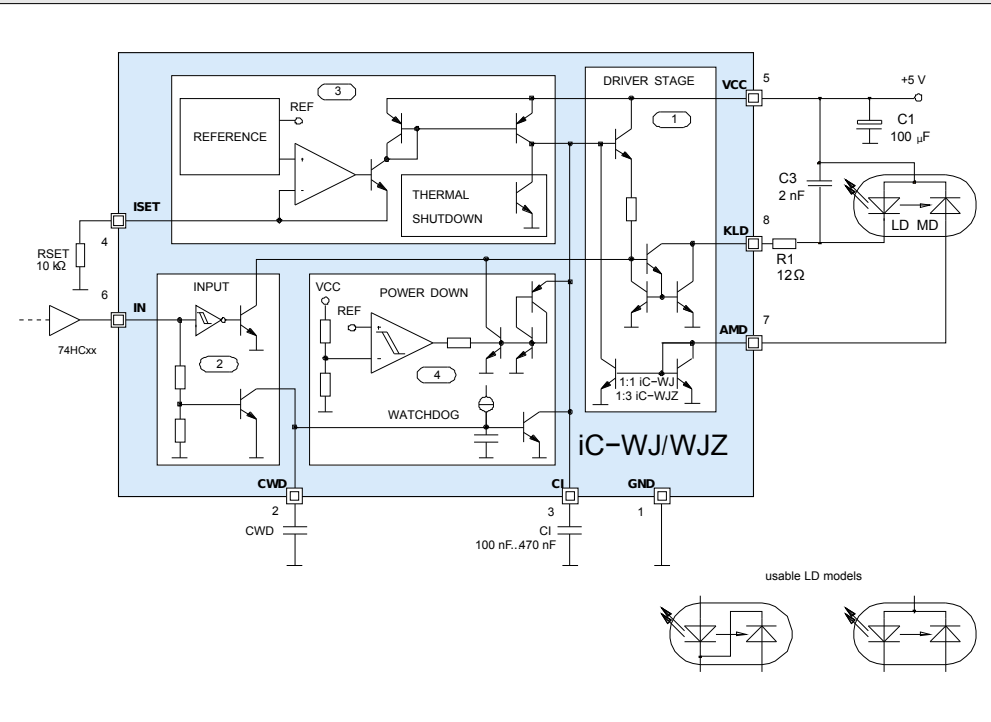 3
REF
REFERENCE
+
-
THERMAL
SHUTDOWN
DRIVER STAGE
1
VCC
5
+5 V
C1
100 µF
C3
2 nF
LD MD
ISET
4
RSET
10 kΩ
KLD
8
R1
12Ω
6
IN
74HCxx
INPUT
2
VCC
POWER DOWN
REF
+
-
4
WATCHDOG
AMD
7
1:1 iC-WJ
1:3 iC-WJZ
iC-WJ/WJZ
CWD
2
CWD
CI
3
CI
100 nF..470 nF
GND
1
usable LD models